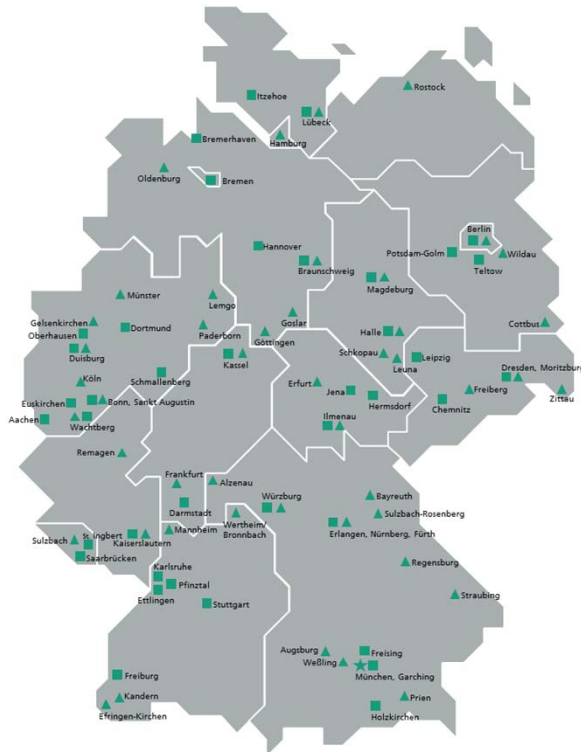 Rostock
Itzehoe
Lübeck
Hamburg
Bremerhaven
Oldenburg
Bremen
Berlin
Hannover
Potsdam-Golm
Wildau
Teltow
Braunschweig
Magdeburg
Münster
Lemgo
Goslar
Gelsenkirchen
Cottbus
Oberhausen
Dortmund
Paderborn
Halle
Göttingen
Duisburg
Kassel
Schkopau
Leipzig
Leuna
Köln
Schmallenberg
Erfurt
Dresden, Moritzburg
Jena
Freiberg
Zittau
Hermsdorf
Chemnitz
Euskirchen
Bonn, Sankt Augustin
Aachen
Wachtberg
Ilmenau
Remagen
Frankfurt
Alzenau
Bayreuth
Würzburg
Darmstadt
Sulzbach-Rosenberg
Wertheim/
Bronnbach
Mannheim
Erlangen, Nürnberg, Fürth
St. Ingbert
Sulzbach
Kaiserslautern
Saarbrücken
Regensburg
Karlsruhe
Pfinztal
Ettlingen
Straubing
Stuttgart
Augsburg
Freising
Weßling
München, Garching
Freiburg
Kandern
Prien
Efringen-Kirchen
Holzkirchen